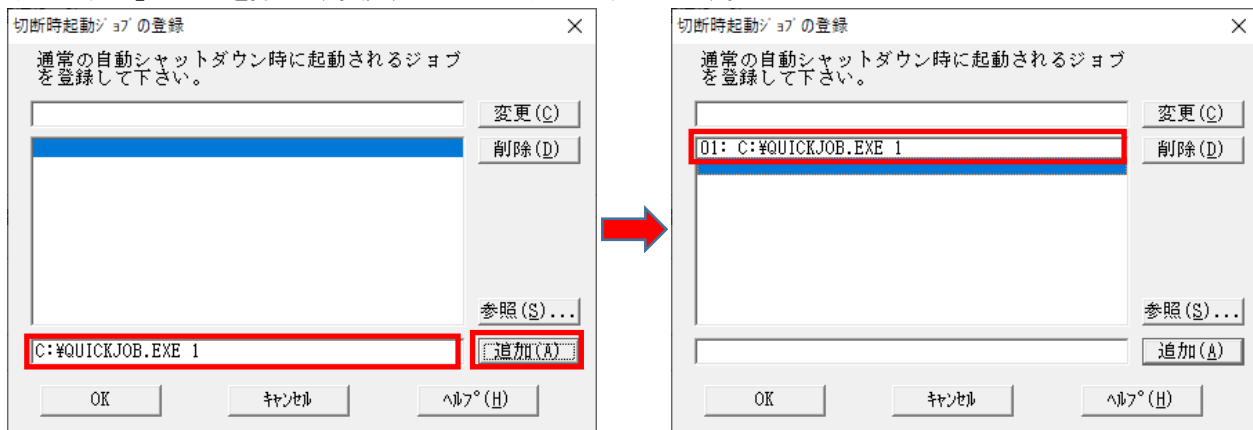 切断時起動ｼﾞｮﾌﾞの登録
通常の自動シャットダウン時に起動されるジョブ
を登録して下さい。
変更(C)
削除(D)
参照(S)...
C:¥QUICKJOB.EXE 1
追加(A)
OK
ｷｬﾝｾﾙ
ﾍﾙﾌﾟ(H)
切断時起動ｼﾞｮﾌﾞの登録
通常の自動シャットダウン時に起動されるジョブ
を登録して下さい。
変更(C)
01: C:¥QUICKJOB.EXE 1
削除(D)
参照(S)...
追加(A)
OK
ｷｬﾝｾﾙ
ﾍﾙﾌﾟ(H)